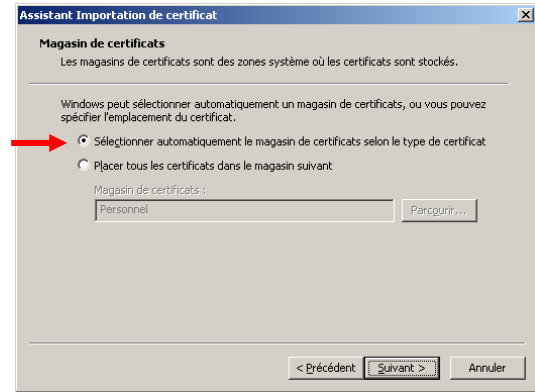 Assistant Importation de certificat
Magasin de certificats
Les magasins de certificats sont des zones système où les certificats sont stockés.
Windows peut sélectionner automatiquement un magasin de certificats, ou vous pouvez
spécifier l'emplacement du certificat.
Sélectionner automatiquement le magasin de certificats selon le type de certificat
Placer tous les certificats dans le magasin suivant
Magasin de certificats :
Personnel
Parcourir...
< Précédent
Suivant >
Annuler